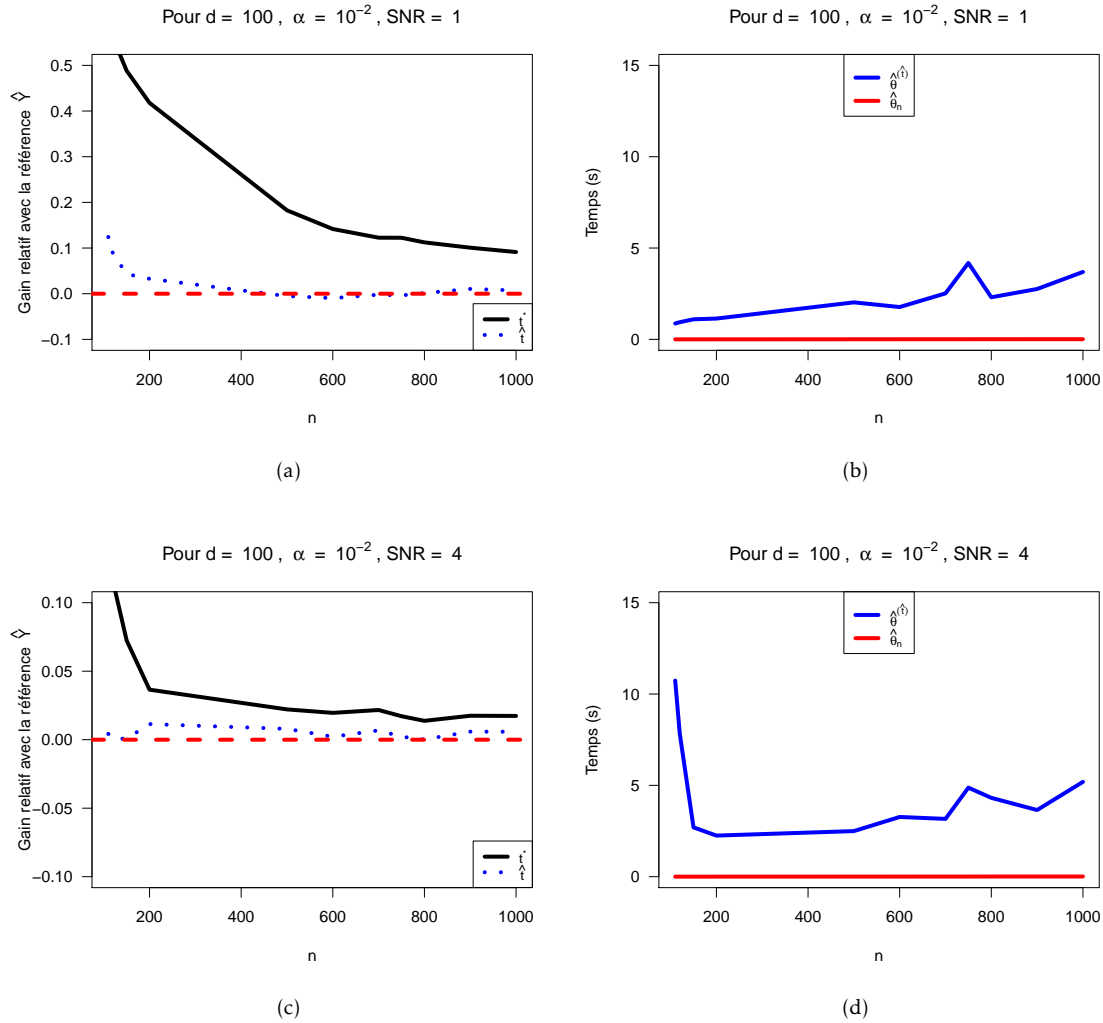 Pour d = 100 , α = 10⁻² , SNR = 1
Gain relatif avec la référence Ŷ
0.5
0.4
0.3
0.2
0.1
0.0
−0.1
t*
t̂
200 400 600 800 1000
n
(a)
Pour d = 100 , α = 10⁻² , SNR = 1
Temps (s)
15
10
5
0
θ̂^(t̂)
θ̂ₙ
200 400 600 800 1000
n
(b)
Pour d = 100 , α = 10⁻² , SNR = 4
Gain relatif avec la référence Ŷ
0.10
0.05
0.00
−0.05
−0.10
t*
t̂
200 400 600 800 1000
n
(c)
Pour d = 100 , α = 10⁻² , SNR = 4
Temps (s)
15
10
5
0
θ̂^(t̂)
θ̂ₙ
200 400 600 800 1000
n
(d)